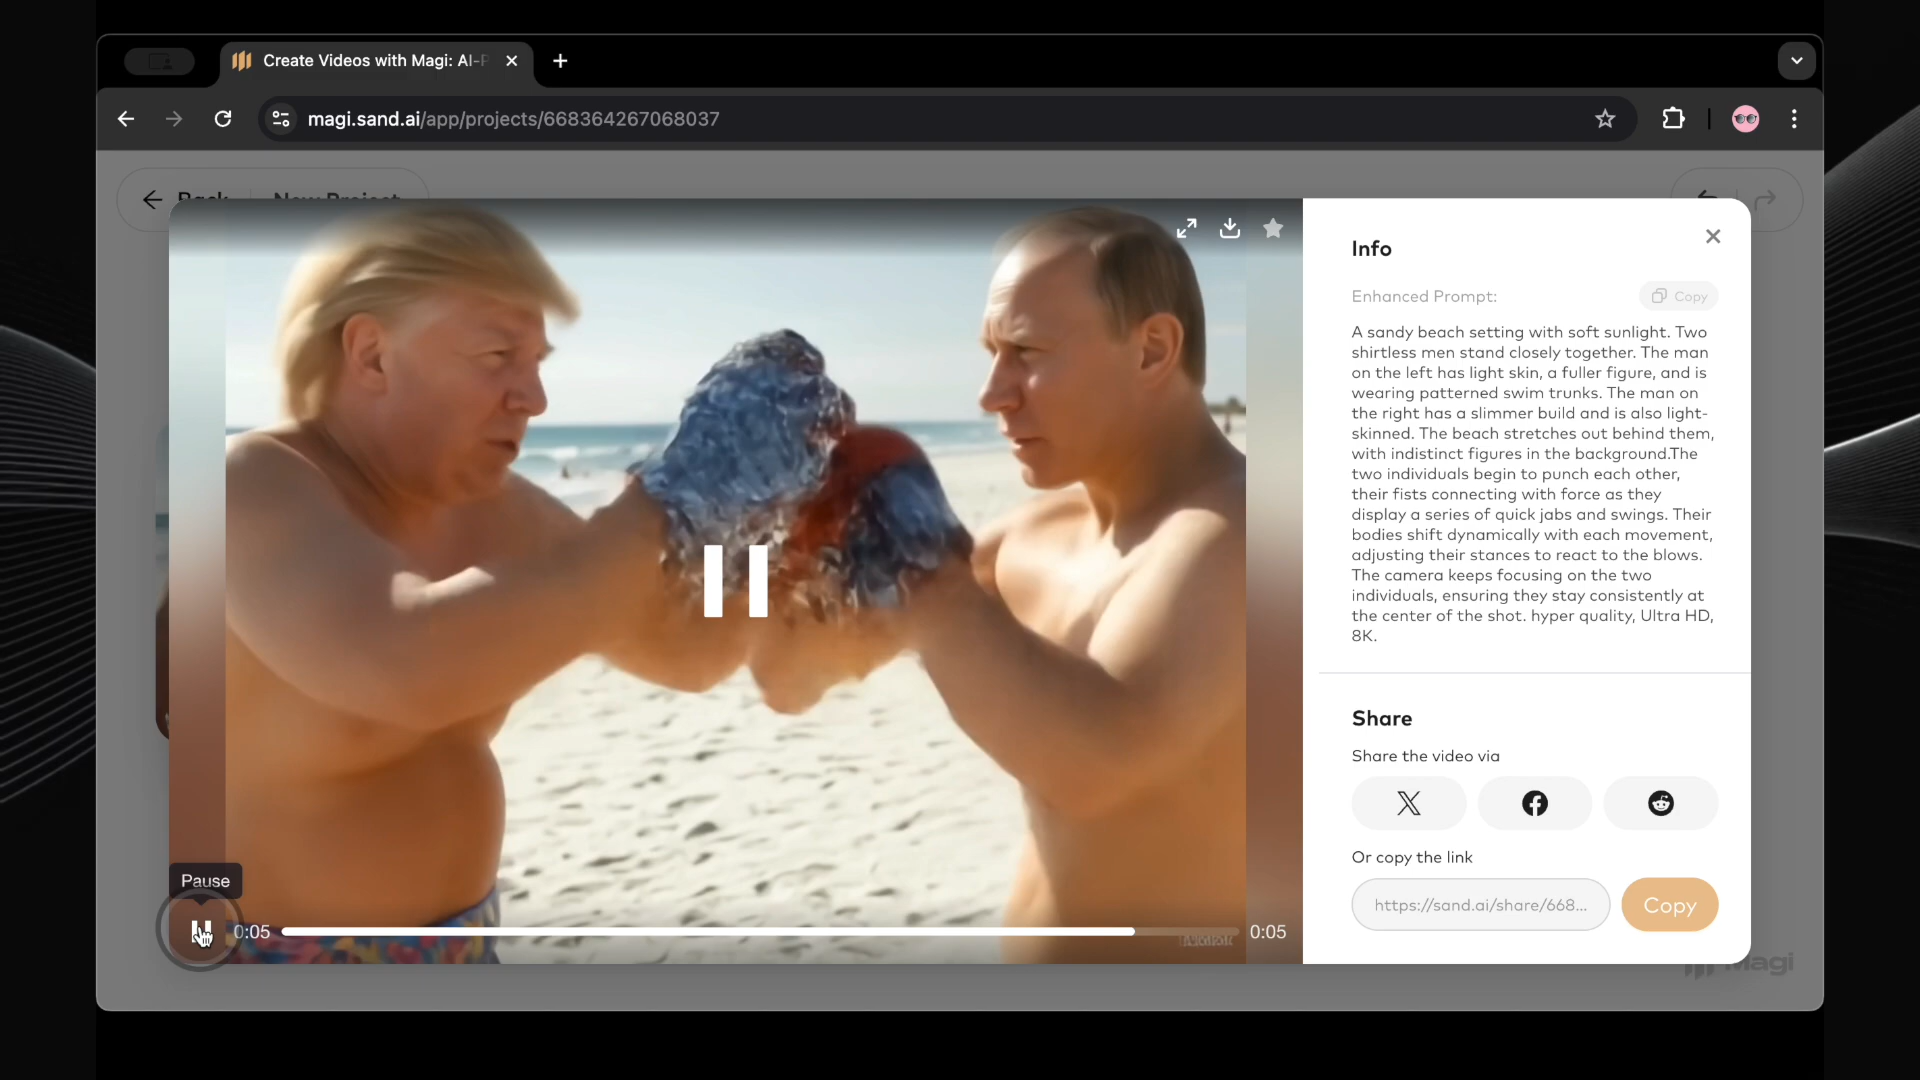 Create Videos with Magi: AI-P
magi.sand.ai/app/projects/668364267068037
Back
New Project
Info
Enhanced Prompt:
Copy
A sandy beach setting with soft sunlight. Two
shirtless men stand closely together. The man
on the left has light skin, a fuller figure, and is
wearing patterned swim trunks. The man on
the right has a slimmer build and is also light-
skinned. The beach stretches out behind them,
with indistinct figures in the background.The
two individuals begin to punch each other,
their fists connecting with force as they
display a series of quick jabs and swings. Their
bodies shift dynamically with each movement,
adjusting their stances to react to the blows.
The camera keeps focusing on the two
individuals, ensuring they stay consistently at
the center of the shot. hyper quality, Ultra HD,
8K.
Share
Share the video via
Or copy the link
https://sand.ai/share/668...
Copy
Pause
0:05
0:05
Magi